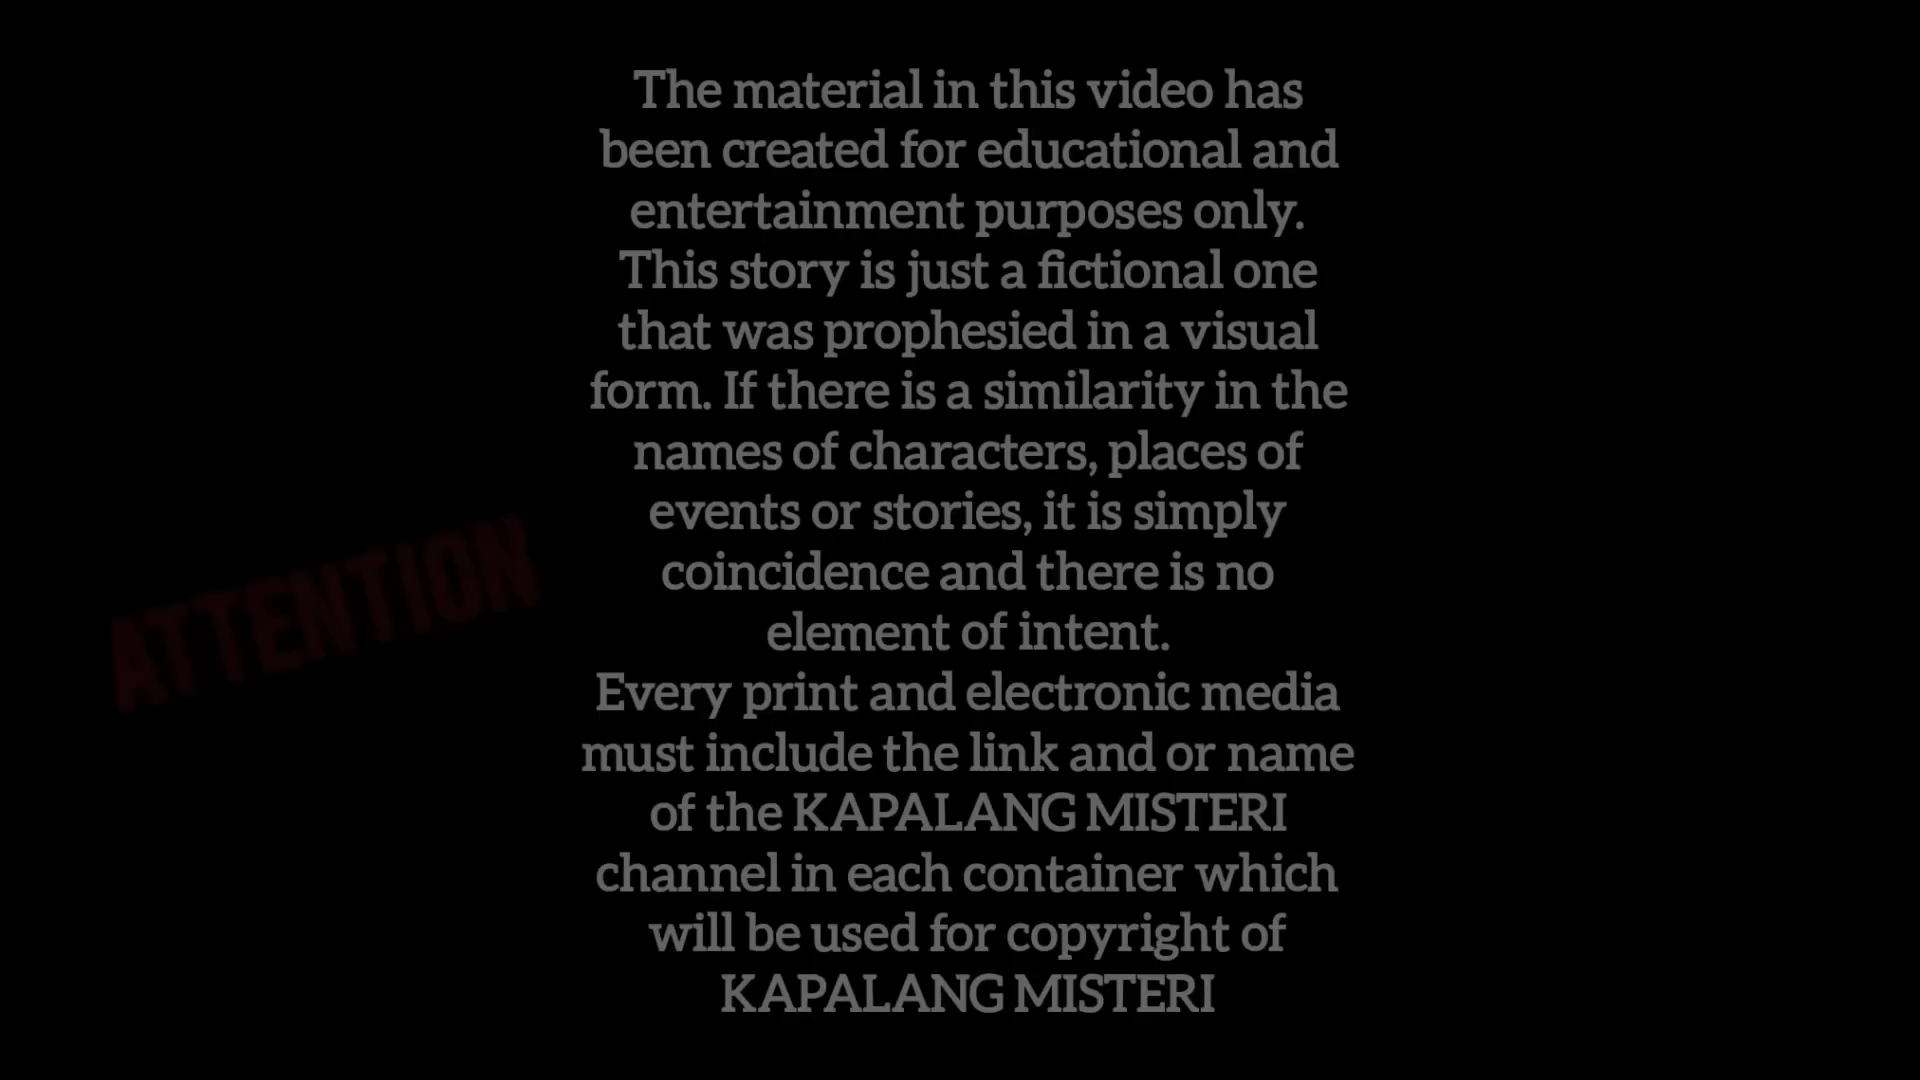 The material in this video has
been created for educational and
entertainment purposes only.
This story is just a fictional one
that was prophesied in a visual
form. If there is a similarity in the
names of characters, places of
events or stories, it is simply
coincidence and there is no
element of intent.
Every print and electronic media
must include the link and or name
of the KAPALANG MISTERI
channel in each container which
will be used for copyright of
KAPALANG MISTERI
ATTENTION